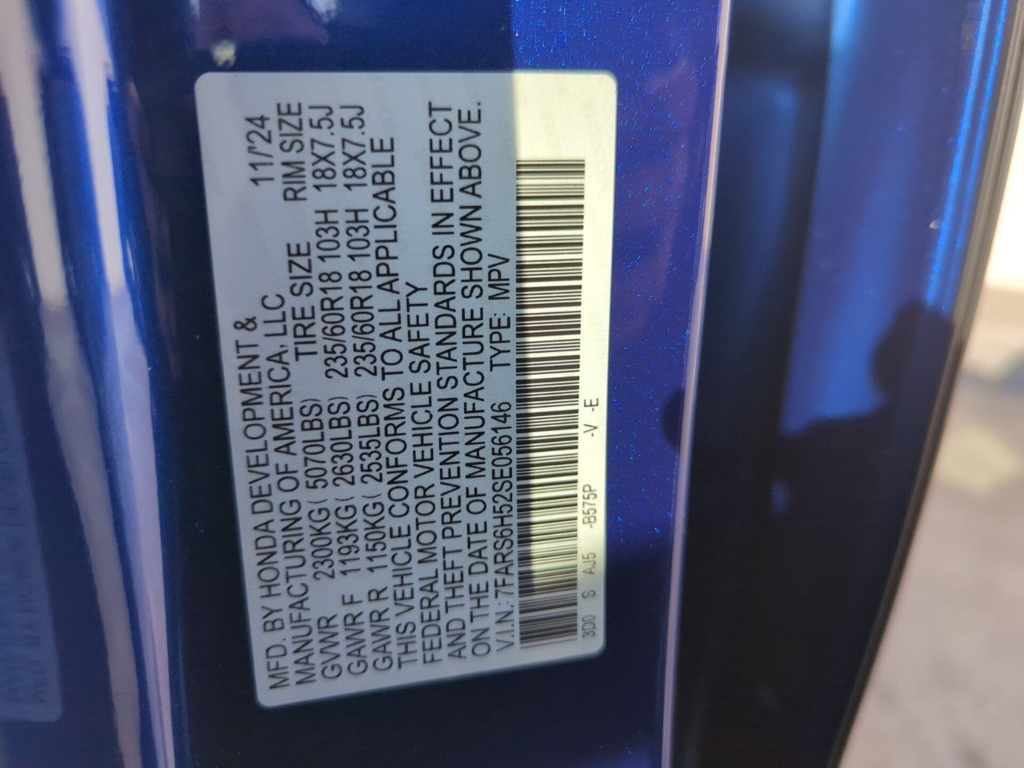 MFD. BY HONDA DEVELOPMENT & 11/'24
MANUFACTURING OF AMERICA, LLC
TIRE SIZE RIM SIZE
GVWR 2300KG( 5070LBS)
GAWR F 1193KG( 2630LBS) 235/60R18 103H 18X7.5J
GAWR R 1150KG( 2535LBS) 235/60R18 103H 18X7.5J
THIS VEHICLE CONFORMS TO ALL APPLICABLE
FEDERAL MOTOR VEHICLE SAFETY
AND THEFT PREVENTION STANDARDS IN EFFECT
ON THE DATE OF MANUFACTURE SHOWN ABOVE.
V.I.N.: 7FARS6H52SE056146 TYPE: MPV
3D0 S AJ5 -B575P -V -E